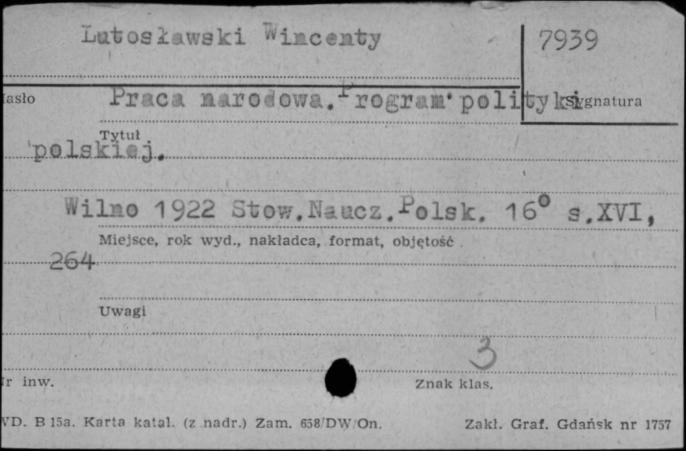 Lutosławski Wincenty
7939
asło
Praca narodowa. Program polityki
Sygnatura
Tytuł
polskiej.
Wilno 1922 Stow. Naucz. Polsk. 16° s. XVI,
Miejsce, rok wyd., nakładca, format, objętość
264
Uwagi
3
r inw.
Znak klas.
WD. B 15a. Karta katal. (z nadr.) Zam. 658/DW/On.
Zakł. Graf. Gdańsk nr 1757